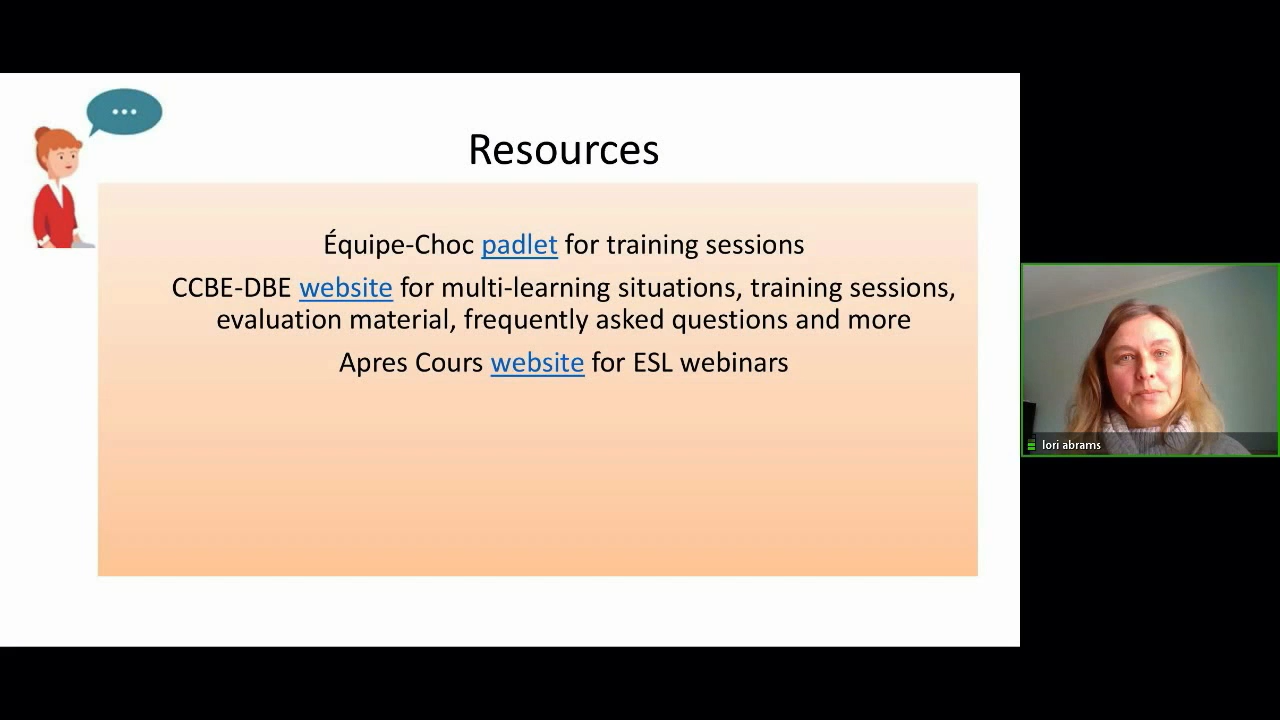 Resources
Équipe-Choc padlet for training sessions
CCBE-DBE website for multi-learning situations, training sessions,
evaluation material, frequently asked questions and more
Apres Cours website for ESL webinars
lori abrams